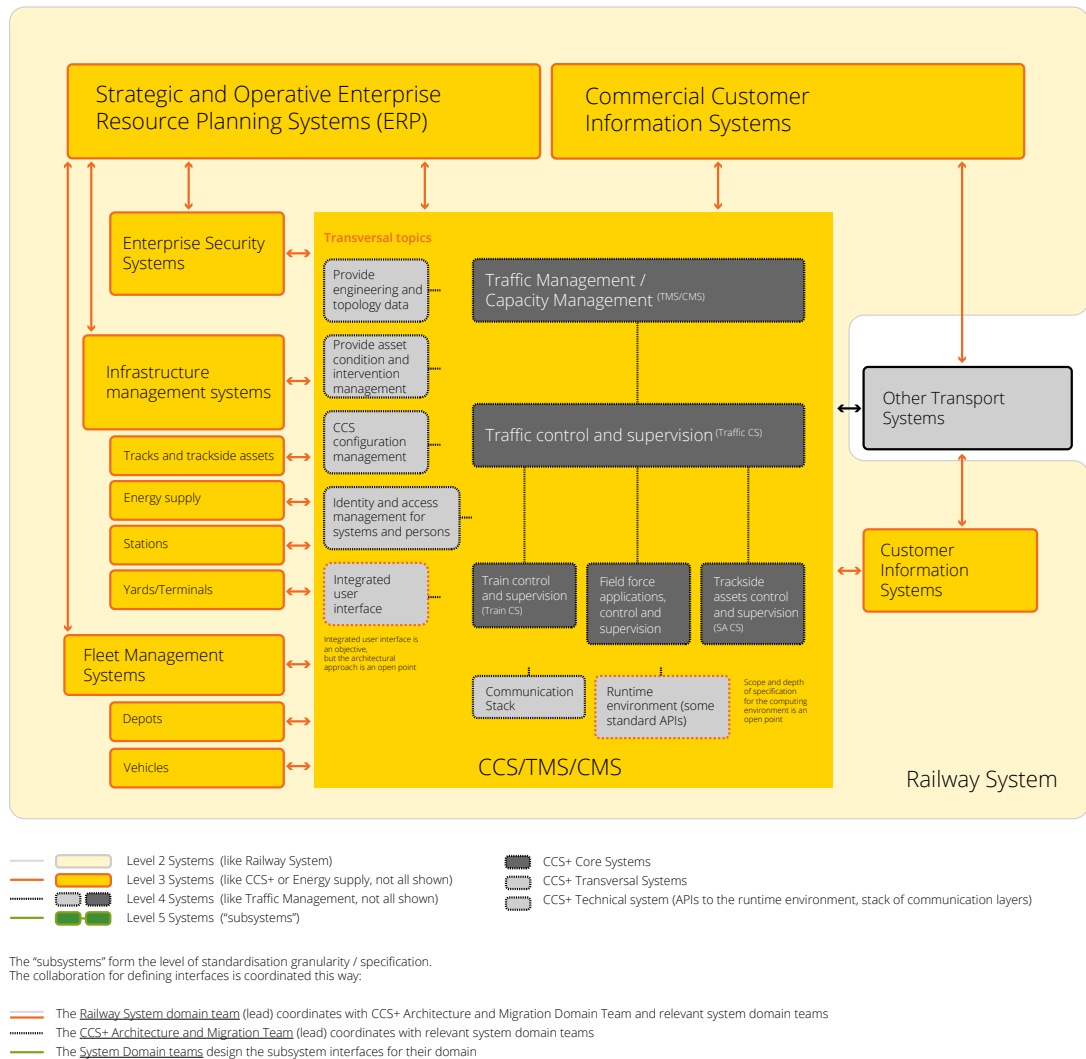 Strategic and Operative Enterprise
Resource Planning Systems (ERP)
Commercial Customer
Information Systems
Enterprise Security
Systems
Transversal topics
Provide
engineering and
topology data
Traffic Management /
Capacity Management (TMS/CMS)
Infrastructure
management systems
Provide asset
condition and
intervention
management
Other Transport
Systems
CCS
configuration
management
Traffic control and supervision (Traffic CS)
Tracks and trackside assets
Energy supply
Identity and access
management for
systems and persons
Stations
Yards/Terminals
Integrated
user
interface
Train control
and supervision
(Train CS)
Field force
applications,
control and
supervision
Trackside
assets control
and supervision
(SA CS)
Customer
Information
Systems
Integrated user interface is
an objective,
but the architectural
approach is an open point
Fleet Management
Systems
Communication
Stack
Runtime
environment (some
standard APIs)
Scope and depth
of specification
for the computing
environment is an
open point
Depots
Vehicles
CCS/TMS/CMS
Railway System
Level 2 Systems (like Railway System)
Level 3 Systems (like CCS+ or Energy supply, not all shown)
Level 4 Systems (like Traffic Management, not all shown)
Level 5 Systems (“subsystems”)
CCS+ Core Systems
CCS+ Transversal Systems
CCS+ Technical system (APIs to the runtime environment, stack of communication layers)
The “subsystems” form the level of standardisation granularity / specification.
The collaboration for defining interfaces is coordinated this way:
The Railway System domain team (lead) coordinates with CCS+ Architecture and Migration Domain Team and relevant system domain teams
The CCS+ Architecture and Migration Team (lead) coordinates with relevant system domain teams
The System Domain teams design the subsystem interfaces for their domain